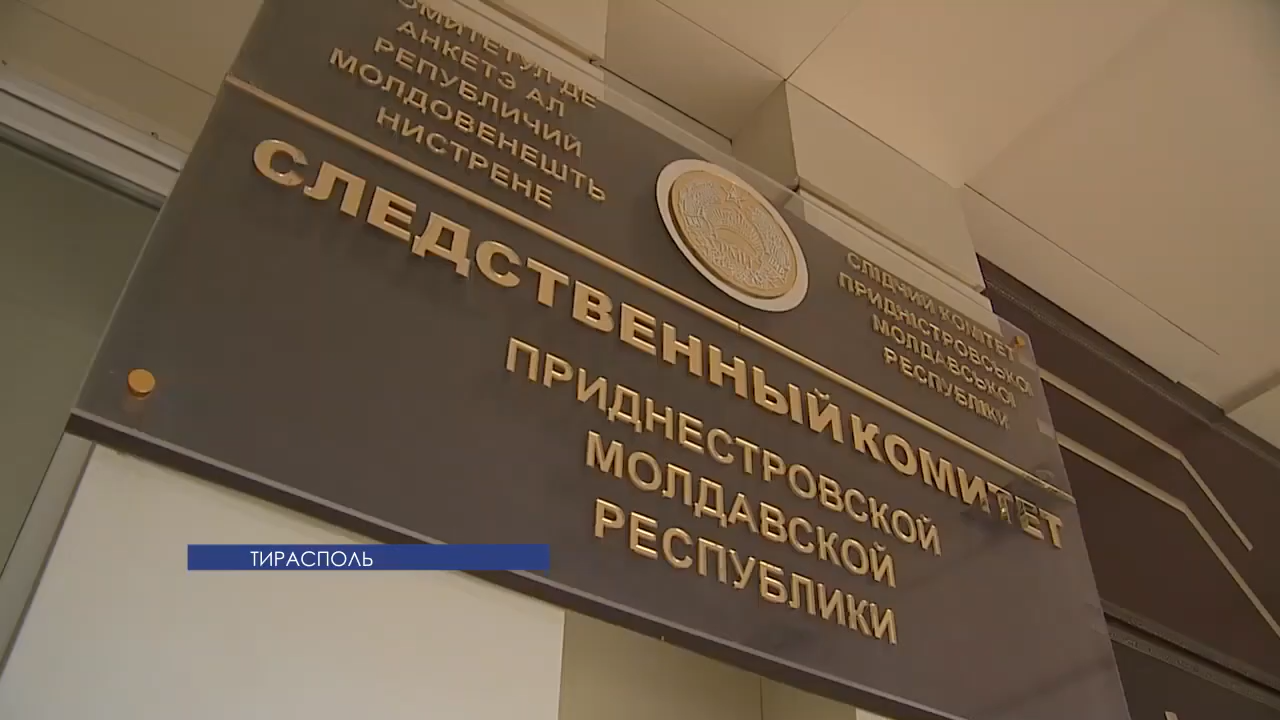 КОМИТЕТУЛ ДЕ
АНКЕТЭ АЛ
РЕПУБЛИЧИЙ
МОЛДОВЕНЕШТЬ
НИСТРЕНЕ
СЛІДЧИЙ КОМІТЕТ
ПРИДНІСТРОВСЬКОЇ
МОЛДАВСЬКОЇ
РЕСПУБЛІКИ
СЛЕДСТВЕННЫЙ КОМИТЕТ
ПРИДНЕСТРОВСКОЙ
МОЛДАВСКОЙ
РЕСПУБЛИКИ
ТИРАСПОЛЬ